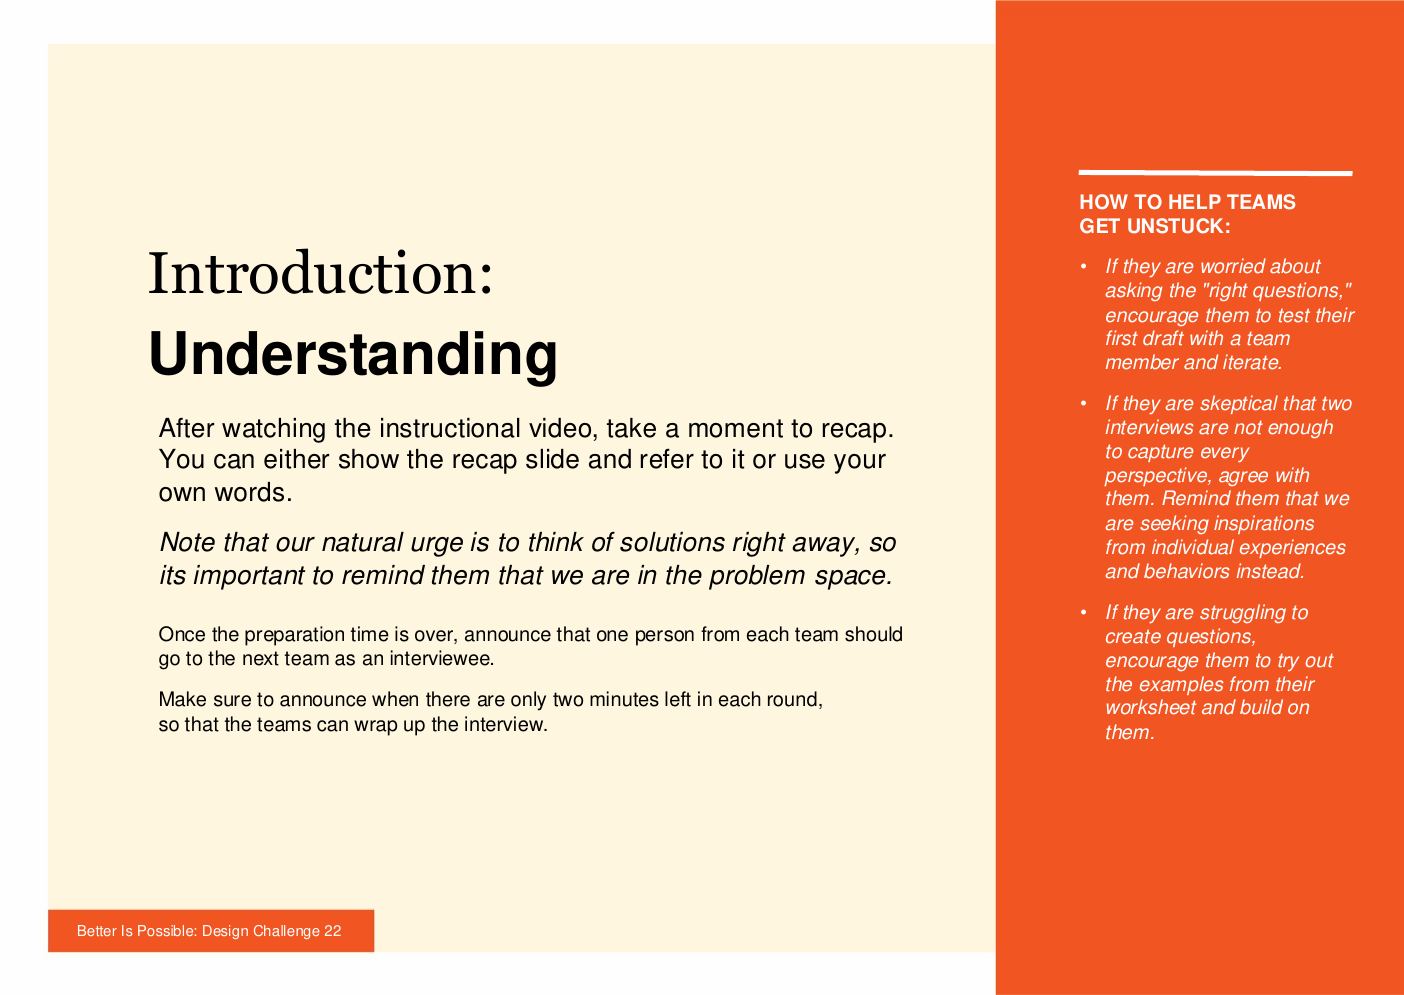 Introduction:
Understanding
After watching the instructional video, take a moment to recap.
You can either show the recap slide and refer to it or use your
own words.
Note that our natural urge is to think of solutions right away, so
its important to remind them that we are in the problem space.
Once the preparation time is over, announce that one person from each team should
go to the next team as an interviewee.
Make sure to announce when there are only two minutes left in each round,
so that the teams can wrap up the interview.
Better Is Possible: Design Challenge 22
HOW TO HELP TEAMS
GET UNSTUCK:
• If they are worried about
asking the "right questions,"
encourage them to test their
first draft with a team
member and iterate.
• If they are skeptical that two
interviews are not enough
to capture every
perspective, agree with
them. Remind them that we
are seeking inspirations
from individual experiences
and behaviors instead.
• If they are struggling to
create questions,
encourage them to try out
the examples from their
worksheet and build on
them.